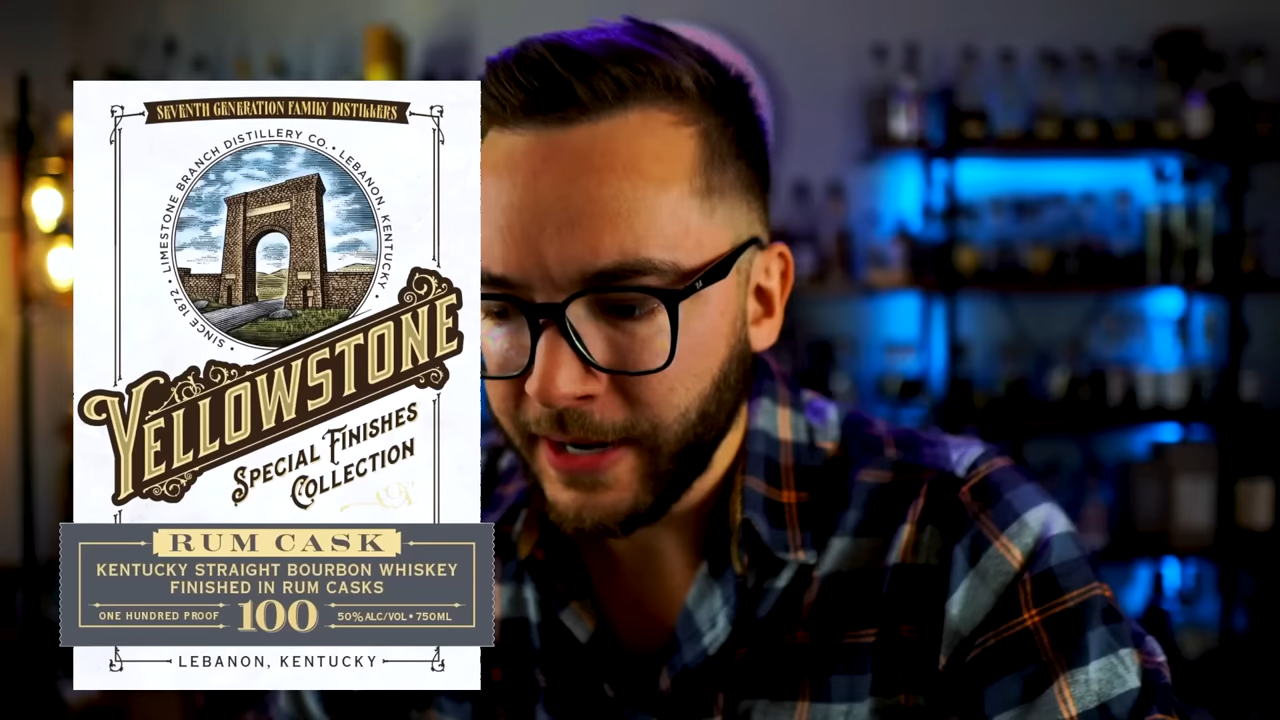 SEVENTH GENERATION FAMILY DISTILLERS
SINCE 1872 • LIMESTONE BRANCH DISTILLERY CO. • LEBANON, KENTUCKY •
YELLOWSTONE
SPECIAL FINISHES
COLLECTION
RUM CASK
KENTUCKY STRAIGHT BOURBON WHISKEY
FINISHED IN RUM CASKS
ONE HUNDRED PROOF 100 50% ALC/VOL • 750ML
LEBANON, KENTUCKY